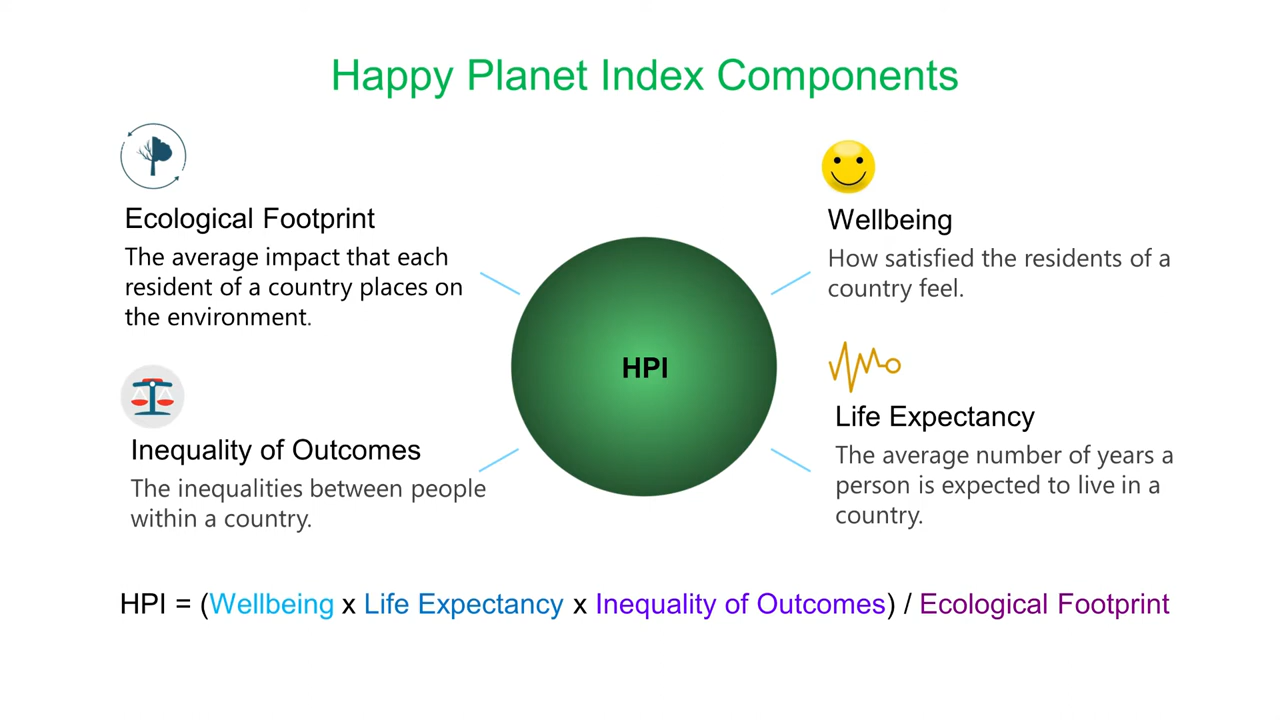 Happy Planet Index Components
Ecological Footprint
The average impact that each
resident of a country places on
the environment.
Inequality of Outcomes
The inequalities between people
within a country.
HPI
Wellbeing
How satisfied the residents of a
country feel.
Life Expectancy
The average number of years a
person is expected to live in a
country.
HPI = (Wellbeing x Life Expectancy x Inequality of Outcomes) / Ecological Footprint